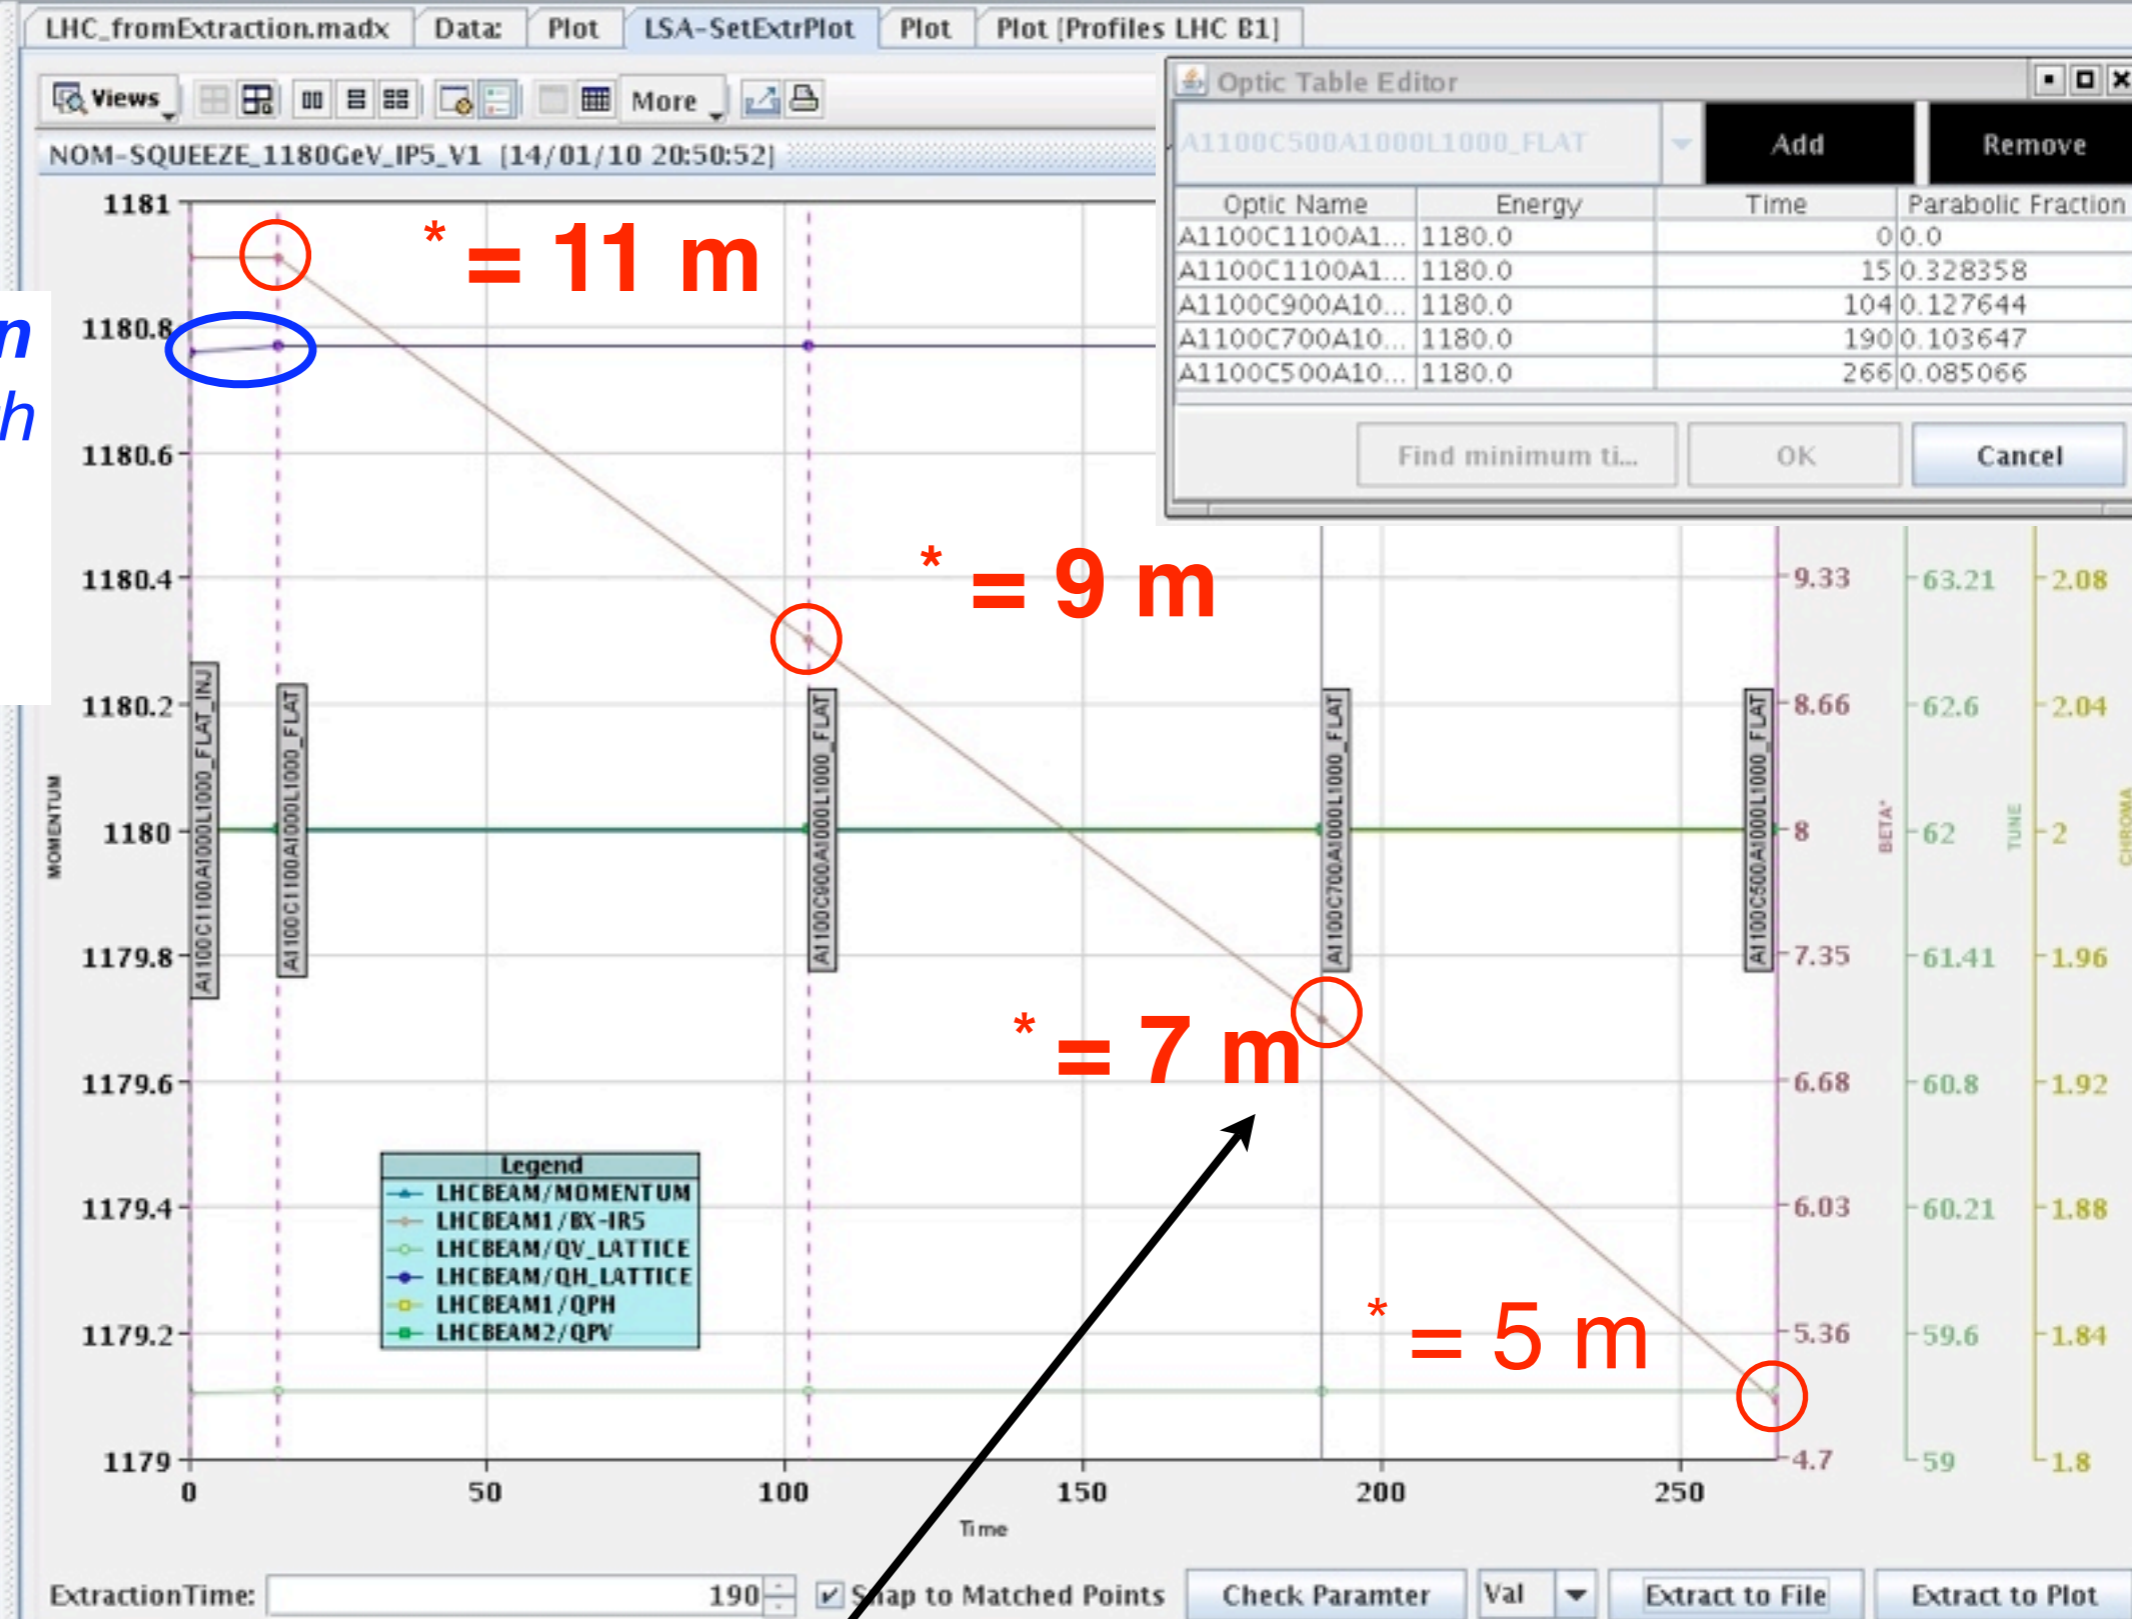 LHC_fromExtraction.madx Data: Plot LSA-SetExtrPlot Plot Plot [Profiles LHC B1]
Views More
NOM-SQUEEZE_1180GeV_IP5_V1 [14/01/10 20:50:52]
Optic Table Editor
A1100C500A1000L1000_FLAT Add Remove
Optic Name Energy Time Parabolic Fraction
A1100C1100A1... 1180.0 0 0.0
A1100C1100A1... 1180.0 15 0.328358
A1100C900A10... 1180.0 104 0.127644
A1100C700A10... 1180.0 190 0.103647
A1100C500A10... 1180.0 266 0.085066
Find minimum ti... OK Cancel
n
h
* = 11 m
* = 9 m
* = 7 m
* = 5 m
1181
1180.8
1180.6
1180.4
1180.2
1180
1179.8
1179.6
1179.4
1179.2
1179
MOMENTUM
A1100C1100A1000L1000_FLAT_INJ
A1100C1100A1000L1000_FLAT
A1100C900A1000L1000_FLAT
A1100C700A1000L1000_FLAT
A1100C500A1000L1000_FLAT
9.33 63.21 2.08
8.66 62.6 2.04
8 62 2
7.35 61.41 1.96
6.68 60.8 1.92
6.03 60.21 1.88
5.36 59.6 1.84
4.7 59 1.8
BETA*
TUNE
CHROMA
Legend
LHCBEAM/MOMENTUM
LHCBEAM1/BX-IR5
LHCBEAM/QV_LATTICE
LHCBEAM/QH_LATTICE
LHCBEAM1/QPH
LHCBEAM2/QPV
0 50 100 150 200 250
Time
ExtractionTime: 190 Snap to Matched Points Check Paramter Val Extract to File Extract to Plot